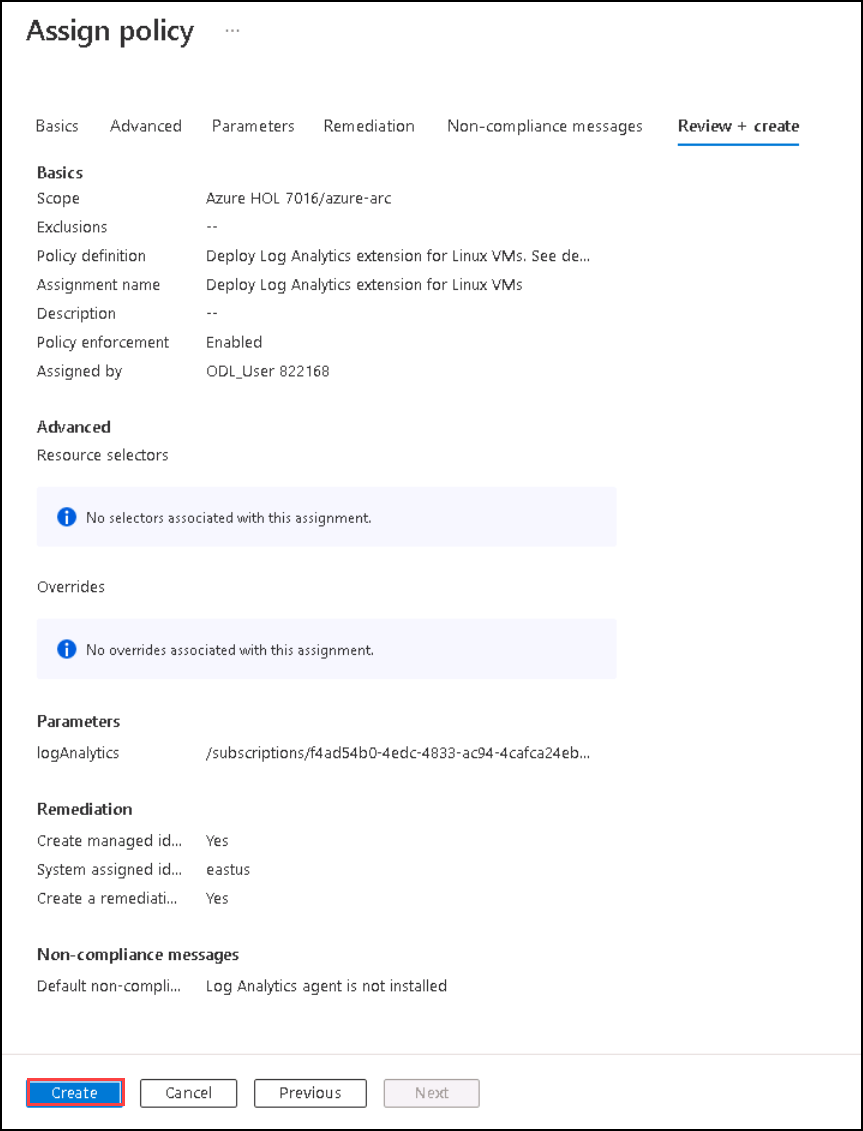 Assign policy ...
Basics Advanced Parameters Remediation Non-compliance messages Review + create
Basics
Scope Azure HOL 7016/azure-arc
Exclusions --
Policy definition Deploy Log Analytics extension for Linux VMs. See de...
Assignment name Deploy Log Analytics extension for Linux VMs
Description --
Policy enforcement Enabled
Assigned by ODL_User 822168
Advanced
Resource selectors
No selectors associated with this assignment.
Overrides
No overrides associated with this assignment.
Parameters
logAnalytics /subscriptions/f4ad54b0-4edc-4833-ac94-4cafca24eb...
Remediation
Create managed id... Yes
System assigned id... eastus
Create a remediati... Yes
Non-compliance messages
Default non-compli... Log Analytics agent is not installed
Create Cancel Previous Next